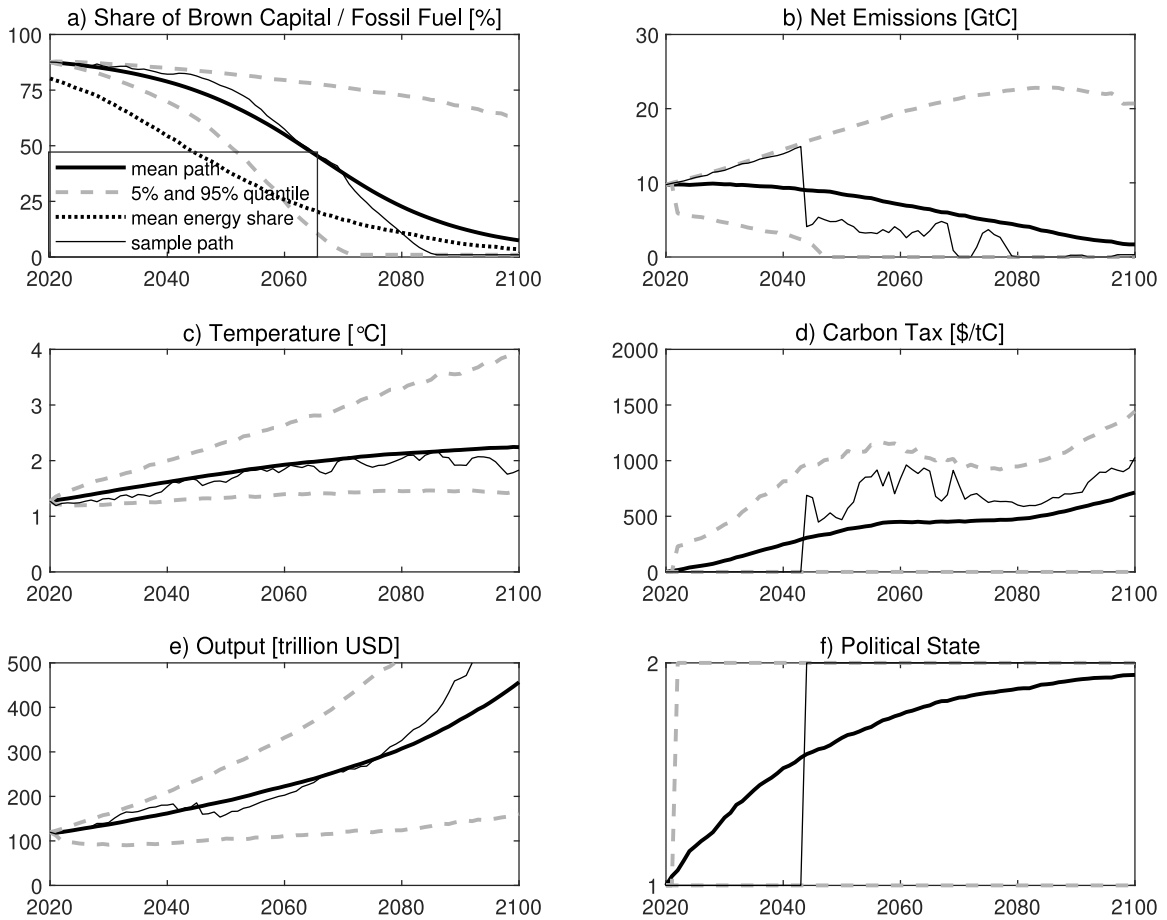 a) Share of Brown Capital / Fossil Fuel [%]
100
75
50
25
0
mean path
5% and 95% quantile
mean energy share
sample path
2020 2040 2060 2080 2100
b) Net Emissions [GtC]
30
20
10
0
2020 2040 2060 2080 2100
c) Temperature [°C]
4
3
2
1
0
2020 2040 2060 2080 2100
d) Carbon Tax [$/tC]
2000
1500
1000
500
0
2020 2040 2060 2080 2100
e) Output [trillion USD]
500
400
300
200
100
0
2020 2040 2060 2080 2100
f) Political State
2
1
2020 2040 2060 2080 2100